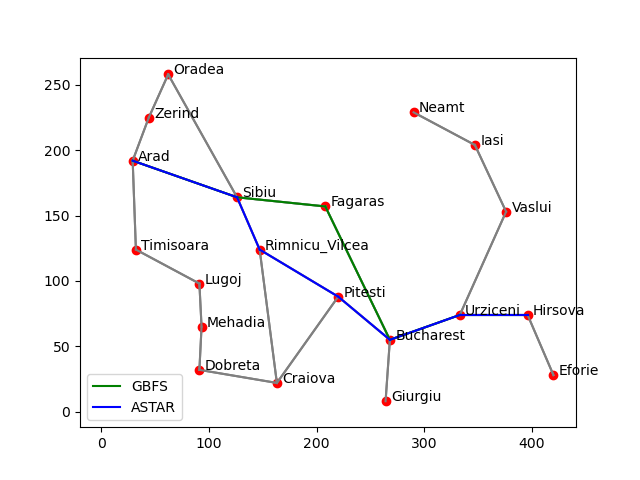 Oradea
Zerind
Arad
Sibiu
Fagaras
Neamt
Iasi
Vaslui
Timisoara
Rimnicu_Vilcea
Lugoj
Pitesti
Mehadia
Urziceni
Hirsova
Bucharest
Dobreta
Craiova
Giurgiu
Eforie
GBFS
ASTAR
250
200
150
100
50
0
0 100 200 300 400